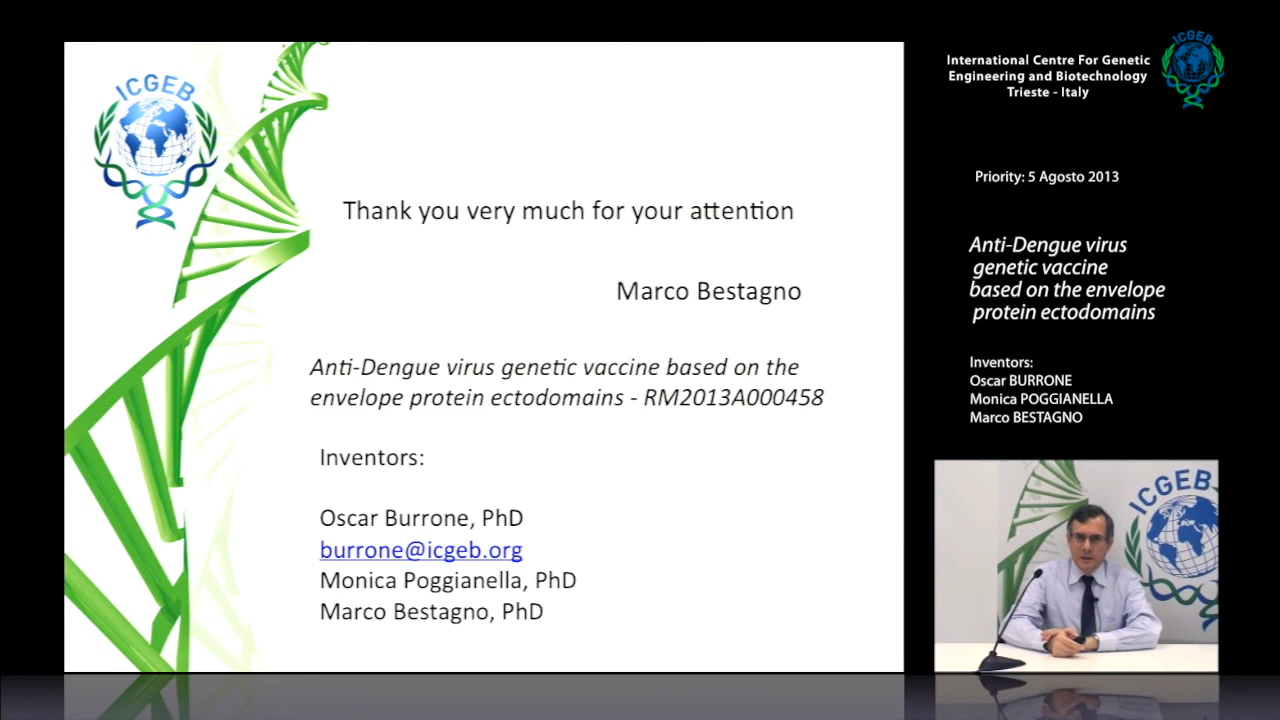 ICGEB
Thank you very much for your attention
Marco Bestagno
Anti-Dengue virus genetic vaccine based on the
envelope protein ectodomains - RM2013A000458
Inventors:
Oscar Burrone, PhD
burrone@icgeb.org
Monica Poggianella, PhD
Marco Bestagno, PhD
International Centre For Genetic
Engineering and Biotechnology
Trieste - Italy
ICGEB
Priority: 5 Agosto 2013
Anti-Dengue virus
genetic vaccine
based on the envelope
protein ectodomains
Inventors:
Oscar BURRONE
Monica POGGIANELLA
Marco BESTAGNO
ICGEB